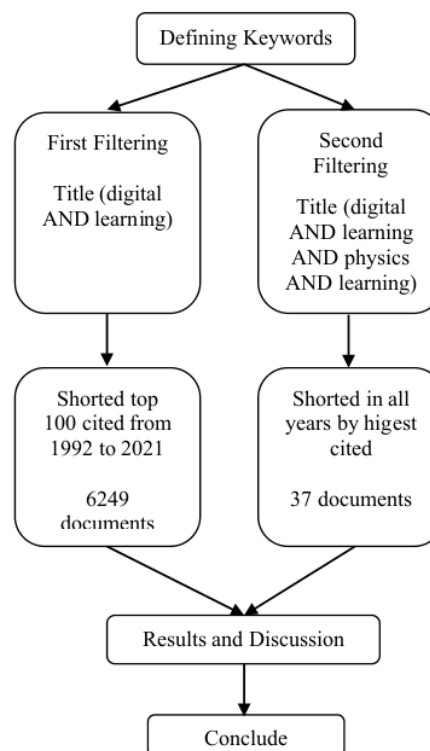 Defining Keywords
First Filtering
Title (digital
AND learning)
Second
Filtering
Title (digital
AND learning
AND physics
AND learning)
Shorted top
100 cited from
1992 to 2021
6249
documents
Shorted in all
years by higest
cited
37 documents
Results and Discussion
Conclude